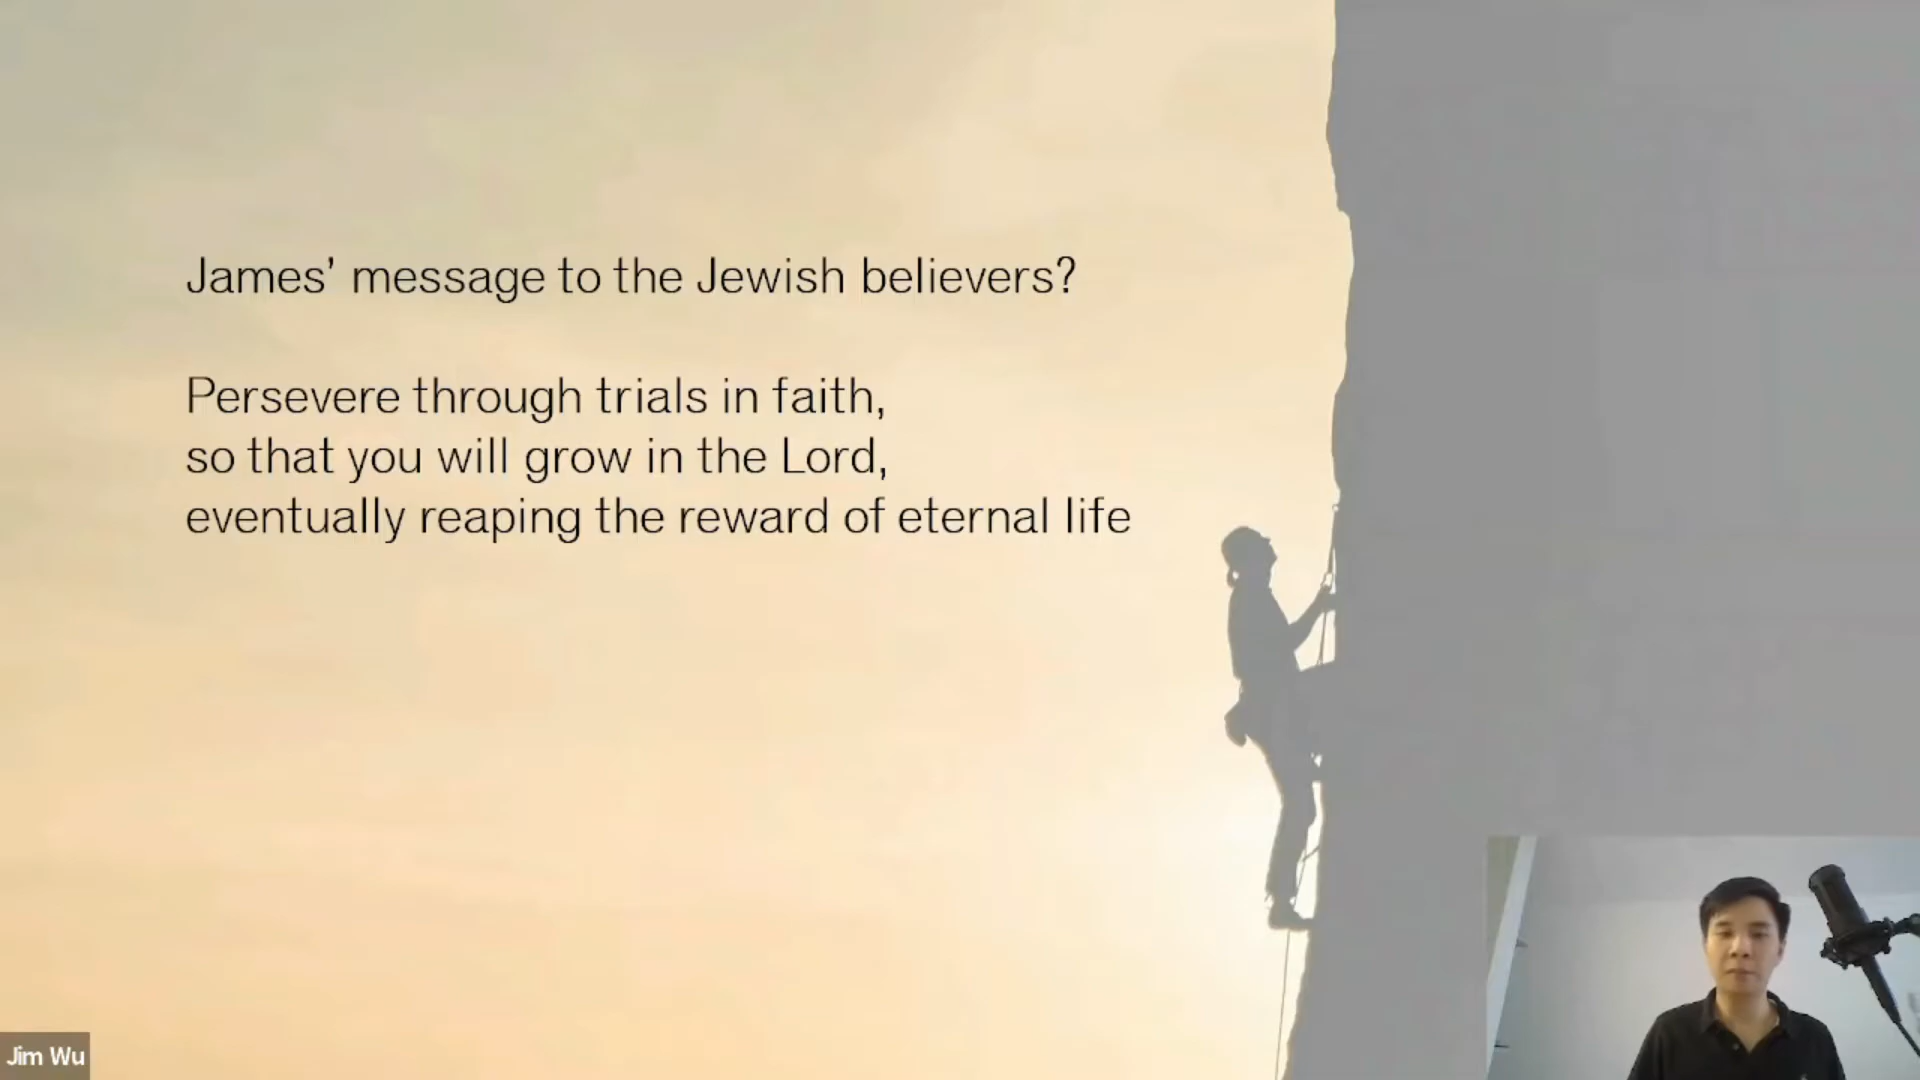 James’ message to the Jewish believers?
Persevere through trials in faith,
so that you will grow in the Lord,
eventually reaping the reward of eternal life
Jim Wu